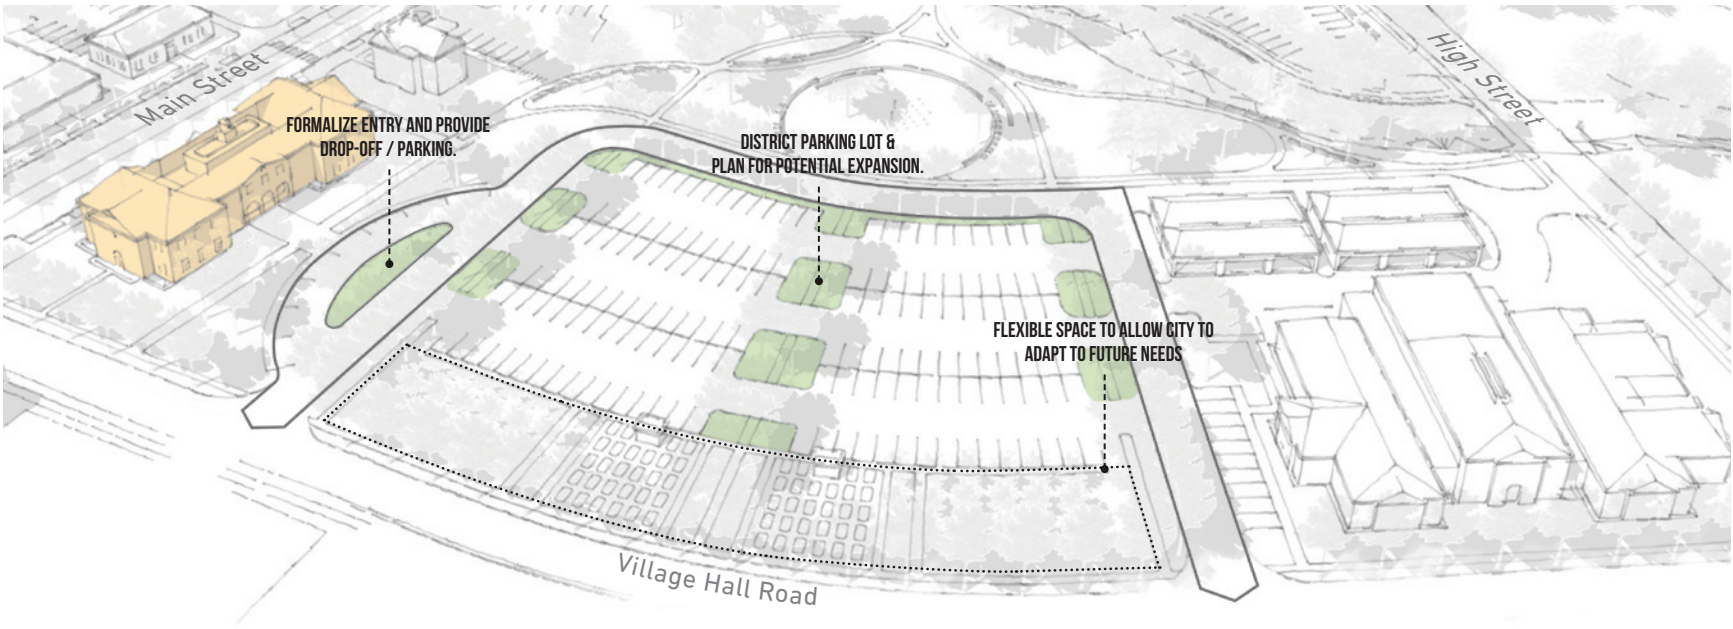 Main Street
High Street
FORMALIZE ENTRY AND PROVIDE
DROP-OFF / PARKING.
DISTRICT PARKING LOT &
PLAN FOR POTENTIAL EXPANSION.
FLEXIBLE SPACE TO ALLOW CITY TO
ADAPT TO FUTURE NEEDS
Village Hall Road